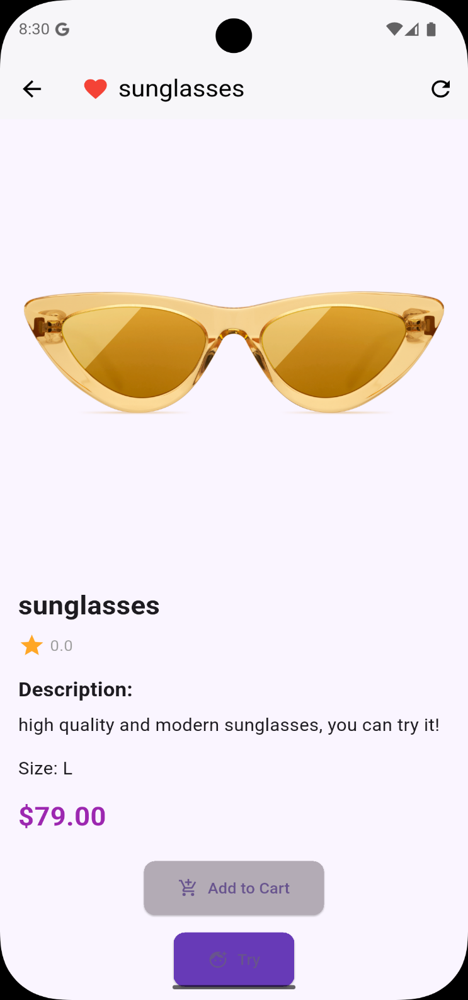 8:30 G
sunglasses
sunglasses
0.0
Description:
high quality and modern sunglasses, you can try it!
Size: L
$79.00
Add to Cart
Try